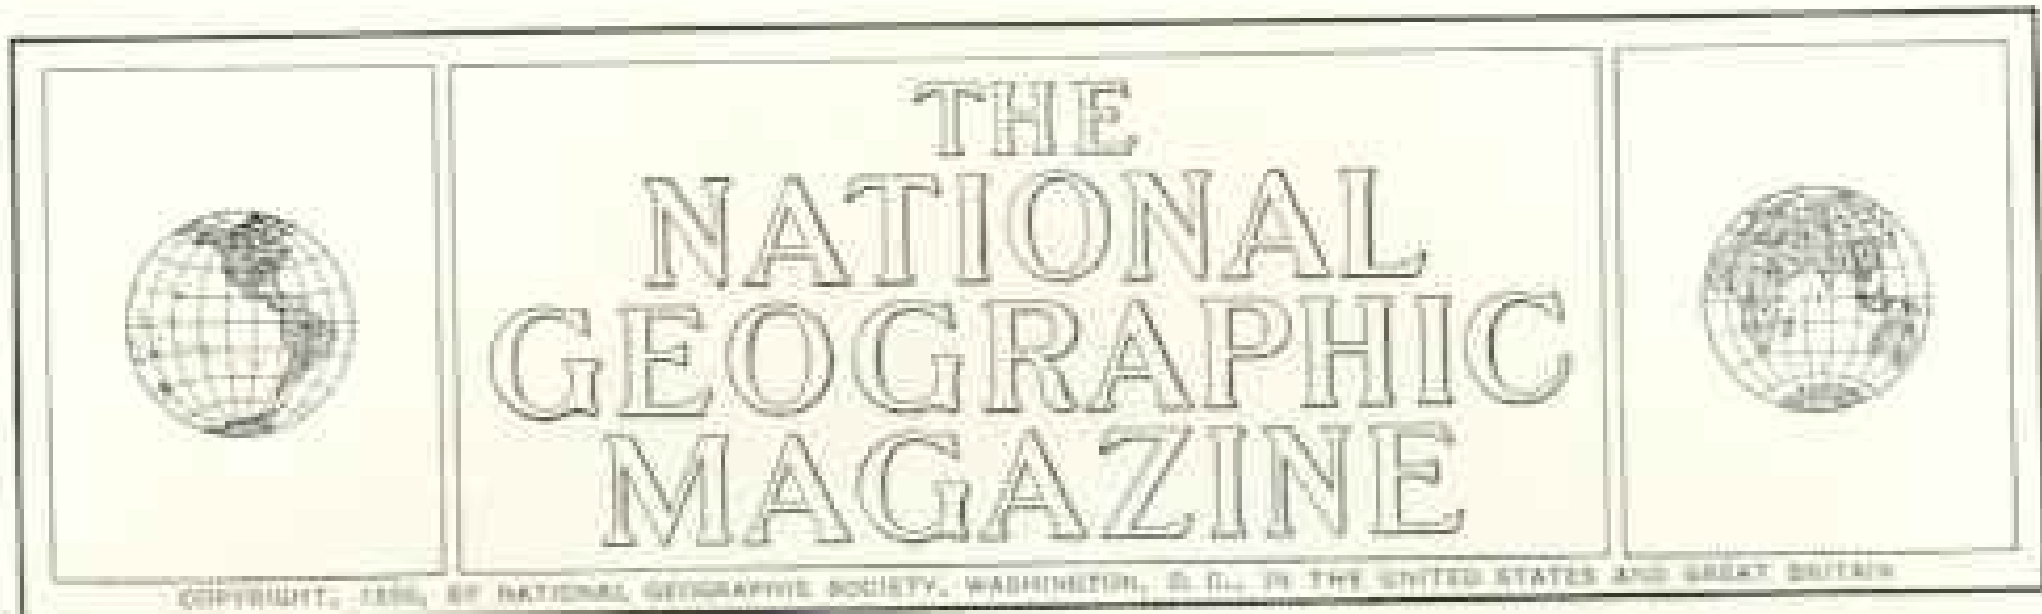 THE
NATIONAL
GEOGRAPHIC
MAGAZINE
COPYRIGHT, BY NATIONAL GEOGRAPHIC SOCIETY, WASHINGTON, D. C., IN THE UNITED STATES AND GREAT BRITAIN